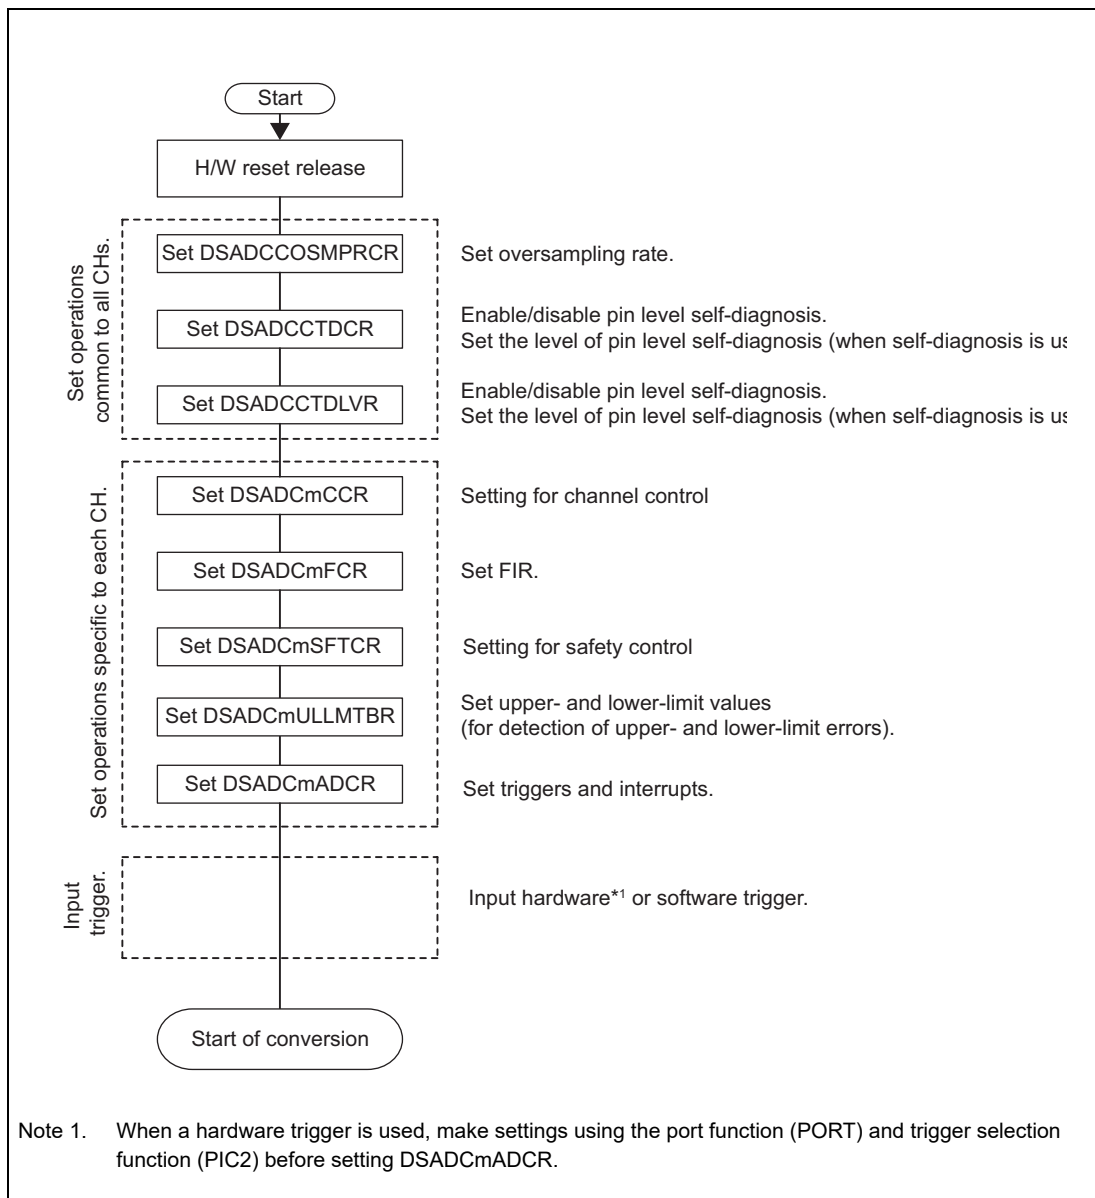 Start
H/W reset release
Set operations
common to all CHs.
Set DSADCCOSMPRCR
Set oversampling rate.
Set DSADCCTDCR
Enable/disable pin level self-diagnosis.
Set the level of pin level self-diagnosis (when self-diagnosis is
Set DSADCCTDLVR
Enable/disable pin level self-diagnosis.
Set the level of pin level self-diagnosis (when self-diagnosis is
Set operations specific to each CH.
Set DSADCmCCR
Setting for channel control
Set DSADCmFCR
Set FIR.
Set DSADCmSFTCR
Setting for safety control
Set DSADCmULLMTBR
Set upper- and lower-limit values
(for detection of upper- and lower-limit errors).
Set DSADCmADCR
Set triggers and interrupts.
Input
trigger.
Input hardware*1 or software trigger.
Start of conversion
Note 1. When a hardware trigger is used, make settings using the port function (PORT) and trigger selection
function (PIC2) before setting DSADCmADCR.